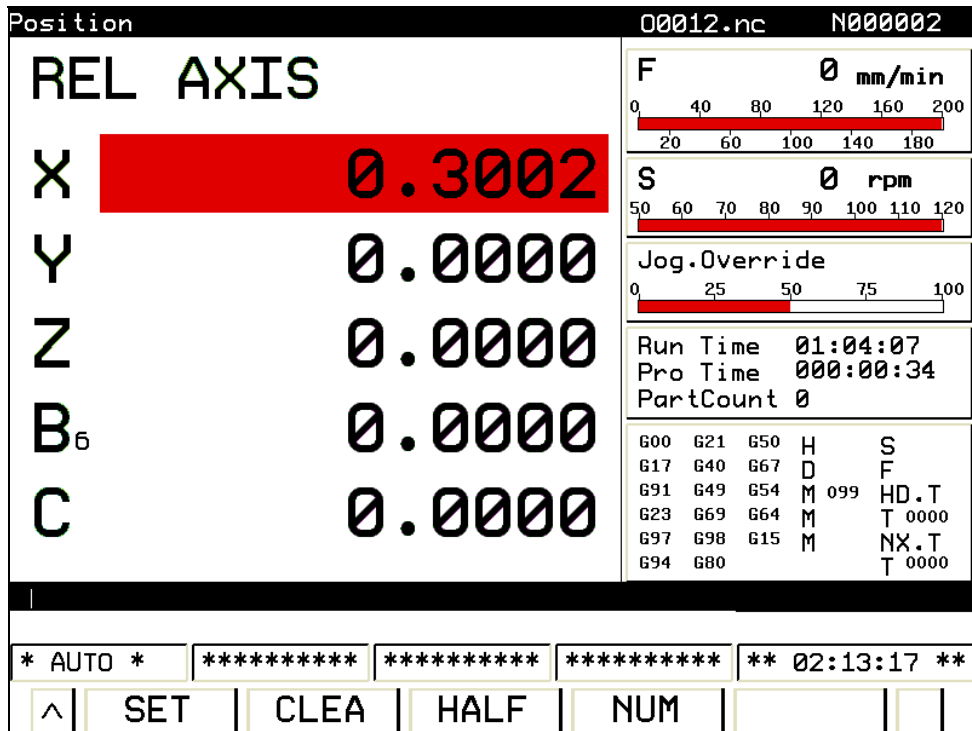 Position O0012.nc N000002
REL AXIS
X 0.3002
Y 0.0000
Z 0.0000
B6 0.0000
C 0.0000
F 0 mm/min
0 40 80 120 160 200
20 60 100 140 180
S 0 rpm
50 60 70 80 90 100 110 120
Jog.Override
0 25 50 75 100
Run Time 01:04:07
Pro Time 000:00:34
PartCount 0
G00 G21 G50 H S
G17 G40 G67 D F
G91 G49 G54 M 099 HD.T
G23 G69 G64 M T 0000
G97 G98 G15 M NX.T
G94 G80 T 0000
* AUTO * ********** ********** ********** ** 02:13:17 **
^ SET CLEA HALF NUM